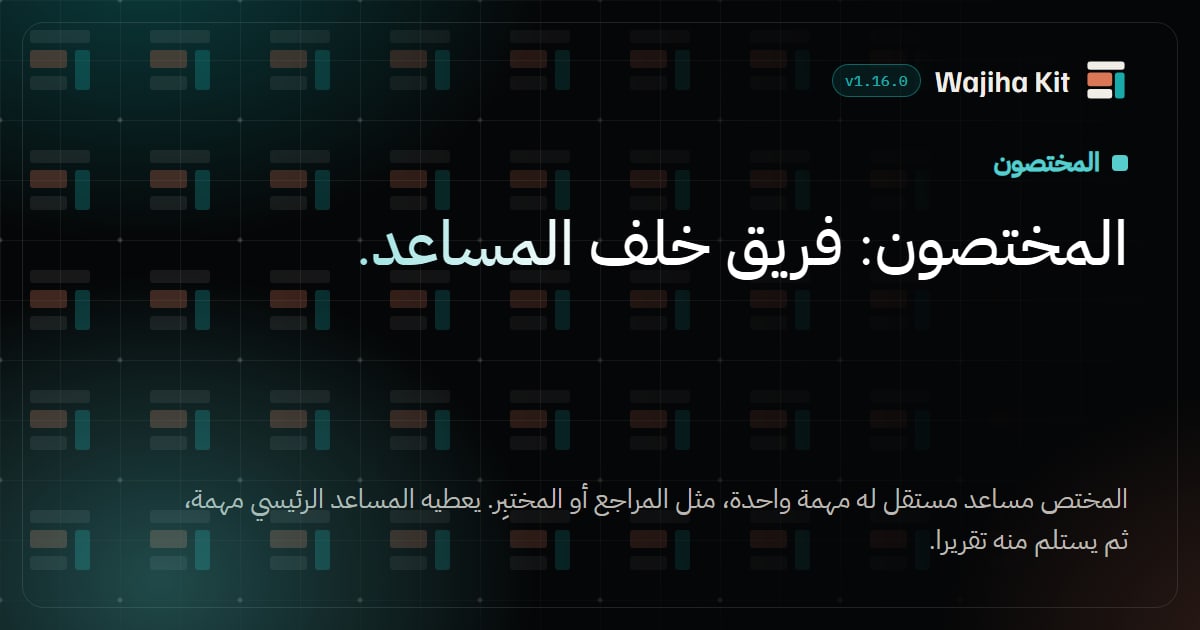 Wajiha Kit v1.16.0
المختصون
المختصون: فريق خلف المساعد.
المختص مساعد مستقل له مهمة واحدة، مثل المراجع أو المختبِر. يعطيه المساعد الرئيسي مهمة،
ثم يستلم منه تقريرا.